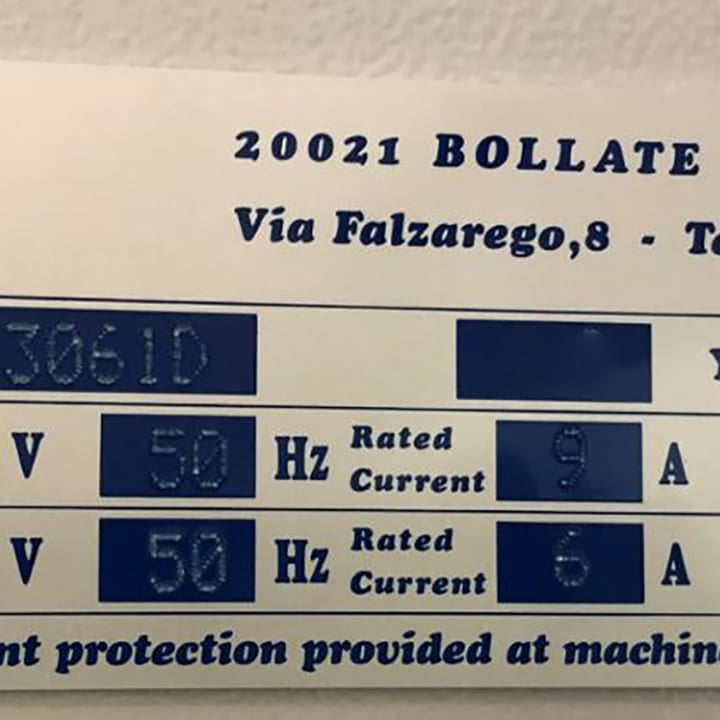 20021 BOLLATE
Via Falzarego,8 -
3061D
V 50 Hz Rated Current 9 A
V 50 Hz Rated Current 6 A
protection provided at